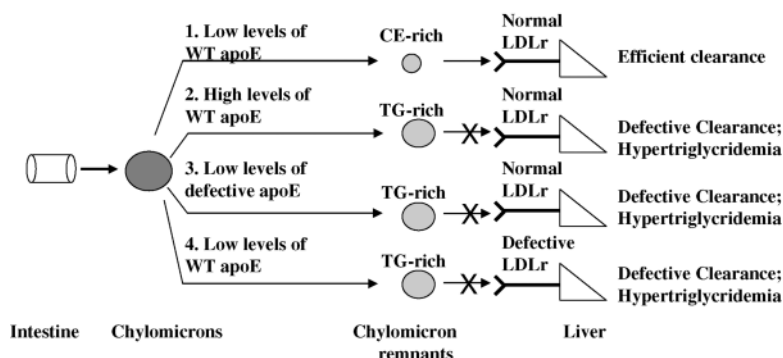 1. Low levels of
WT apoE
CE-rich
Normal
LDLr
Efficient clearance
2. High levels of
WT apoE
TG-rich
Normal
LDLr
Defective Clearance;
Hypertriglycridemia
3. Low levels of
defective apoE
TG-rich
Normal
LDLr
Defective Clearance;
Hypertriglycridemia
4. Low levels of
WT apoE
TG-rich
Defective
LDLr
Defective Clearance;
Hypertriglycridemia
Intestine
Chylomicrons
Chylomicron
remnants
Liver